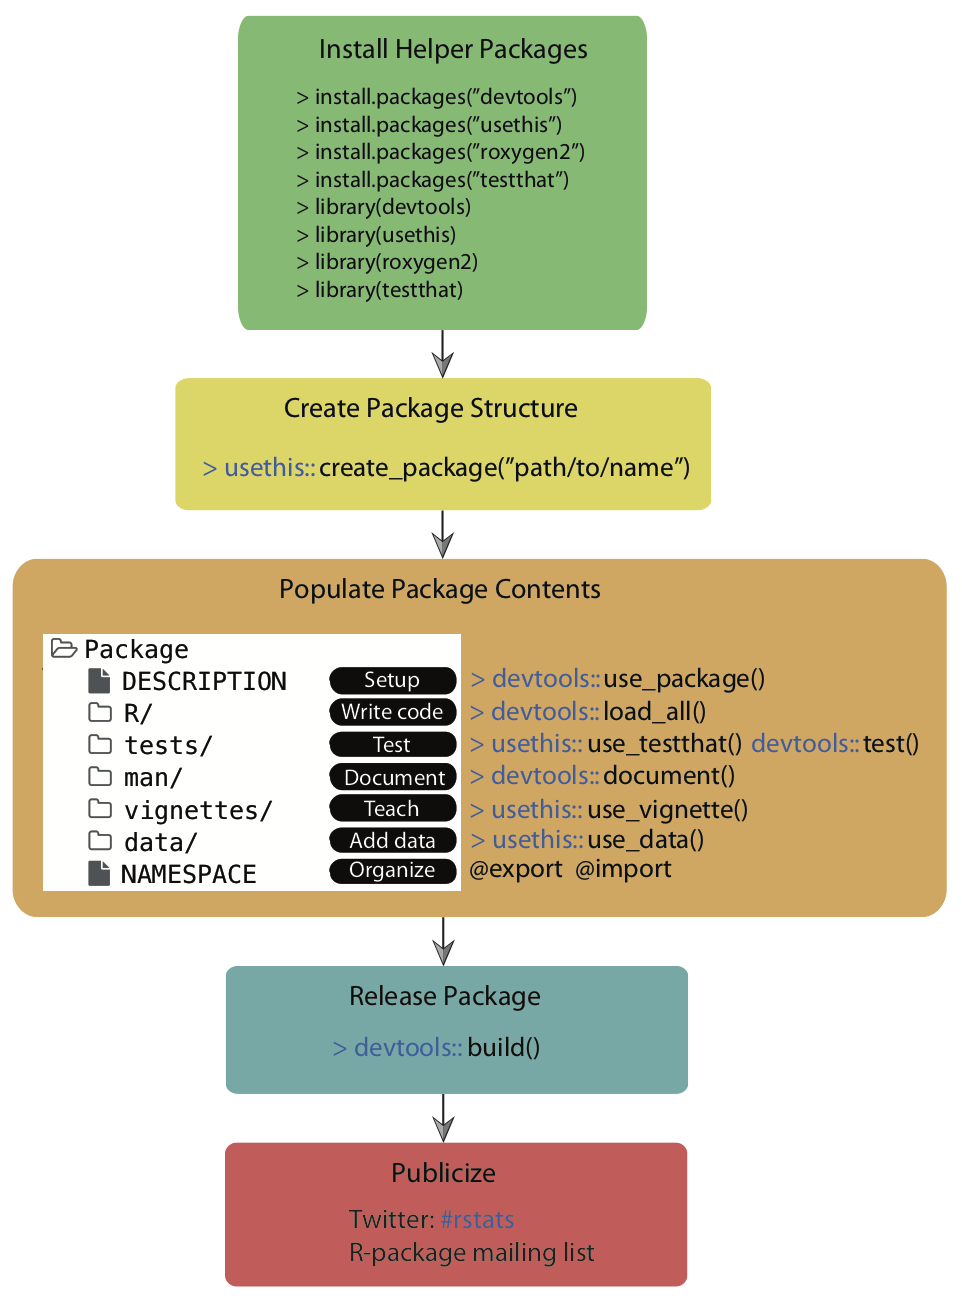 Install Helper Packages
> install.packages(”devtools”)
> install.packages(”usethis”)
> install.packages(”roxygen2”)
> install.packages(”testthat”)
> library(devtools)
> library(usethis)
> library(roxygen2)
> library(testthat)
Create Package Structure
> usethis::create_package(”path/to/name”)
Populate Package Contents
Package
DESCRIPTION Setup > devtools::use_package()
R/ Write code > devtools::load_all()
tests/ Test > usethis::use_testthat() devtools::test()
man/ Document > devtools::document()
vignettes/ Teach > usethis::use_vignette()
data/ Add data > usethis::use_data()
NAMESPACE Organize @export @import
Release Package
> devtools::build()
Publicize
Twitter: #rstats
R-package mailing list